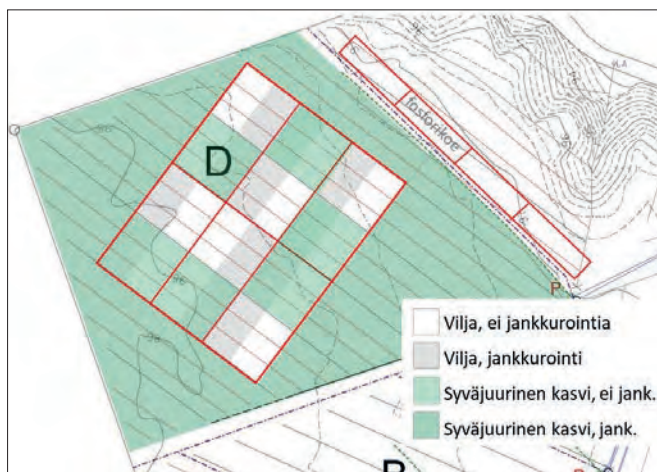 D
fosforikoe
P
Vilja, ei jankkurointia
Vilja, jankkurointi
Syväjuurinen kasvi, ei jank.
Syväjuurinen kasvi, jank.